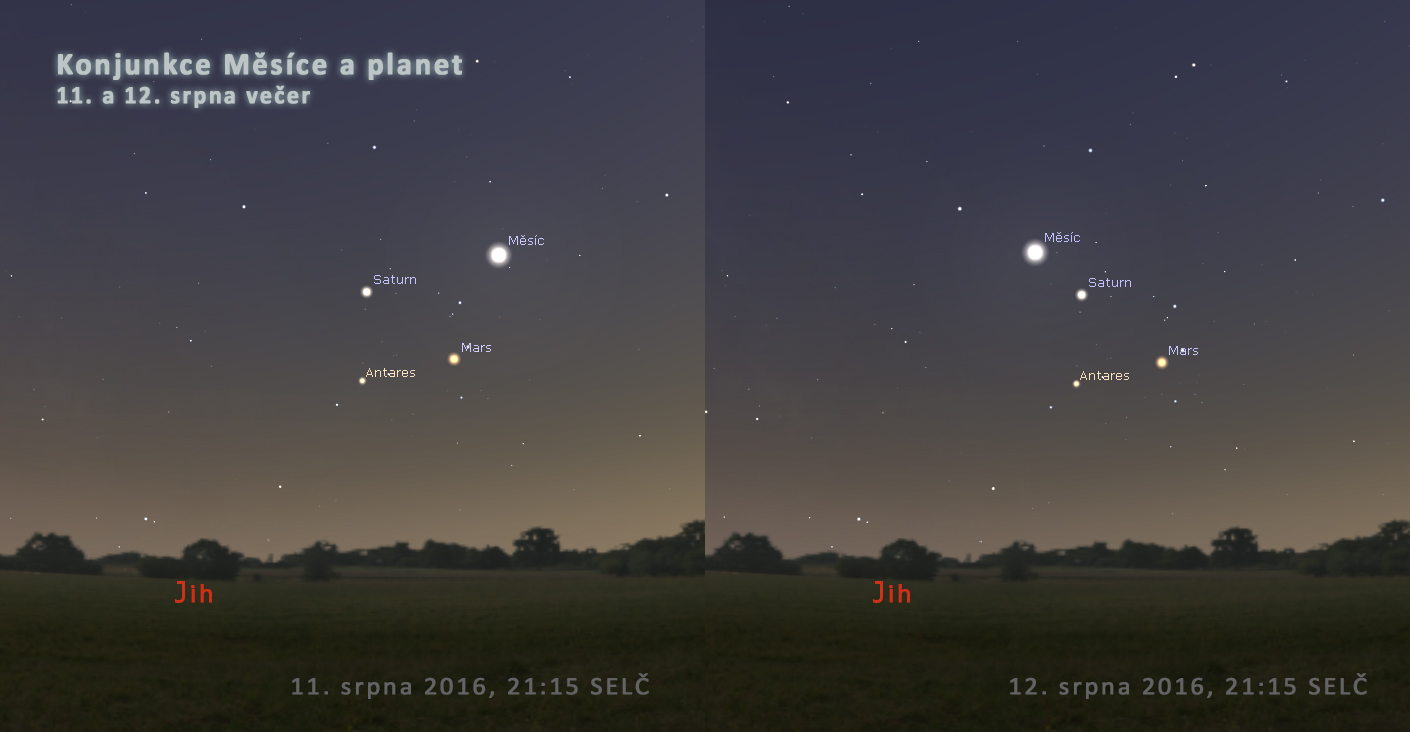 Konjunkce Měsíce a planet
11. a 12. srpna večer
Měsíc
Saturn
Mars
Antares
Jih
11. srpna 2016, 21:15 SELČ
Měsíc
Saturn
Mars
Antares
Jih
12. srpna 2016, 21:15 SELČ